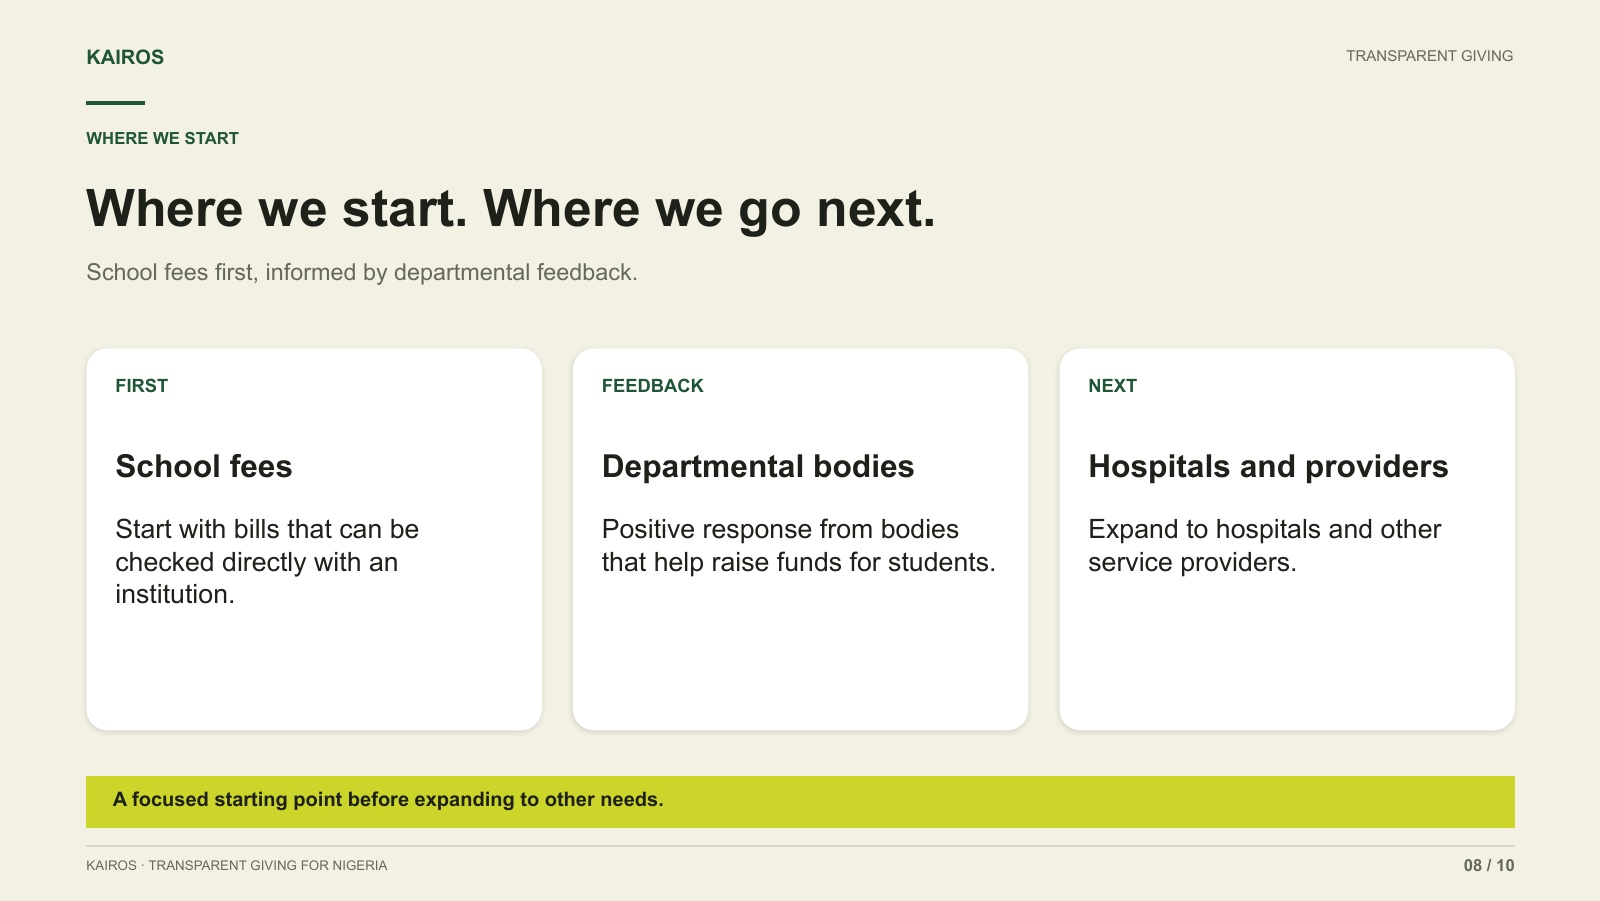 KAIROS
TRANSPARENT GIVING
WHERE WE START
Where we start. Where we go next.
School fees first, informed by departmental feedback.
FIRST
School fees
Start with bills that can be
checked directly with an
institution.
FEEDBACK
Departmental bodies
Positive response from bodies
that help raise funds for students.
NEXT
Hospitals and providers
Expand to hospitals and other
service providers.
A focused starting point before expanding to other needs.
KAIROS · TRANSPARENT GIVING FOR NIGERIA
08 / 10